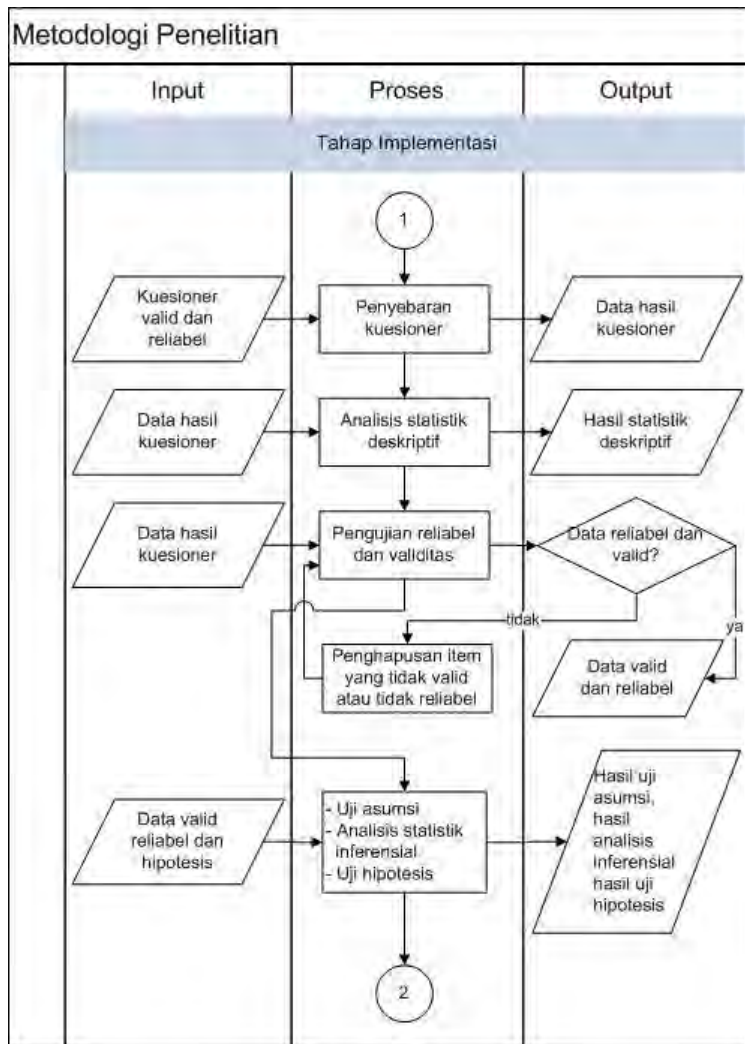 Metodologi Penelitian
Input
Proses
Output
Tahap Implementasi
1
Kuesioner
valid dan
reliabel
Penyebaran
kuesioner
Data hasil
kuesioner
Data hasil
kuesioner
Analisis statistik
deskriptif
Hasil statistik
deskriptif
Data hasil
kuesioner
Pengujian reliabel
dan validitas
Data reliabel dan
valid?
tidak
ya
Penghapusan item
yang tidak valid
atau tidak reliabel
Data valid
dan reliabel
Data valid
reliabel dan
hipotesis
- Uji asumsi
- Analisis statistik
inferensial
- Uji hipotesis
Hasil uji
asumsi,
hasil
analisis
inferensial
hasil uji
hipotesis
2